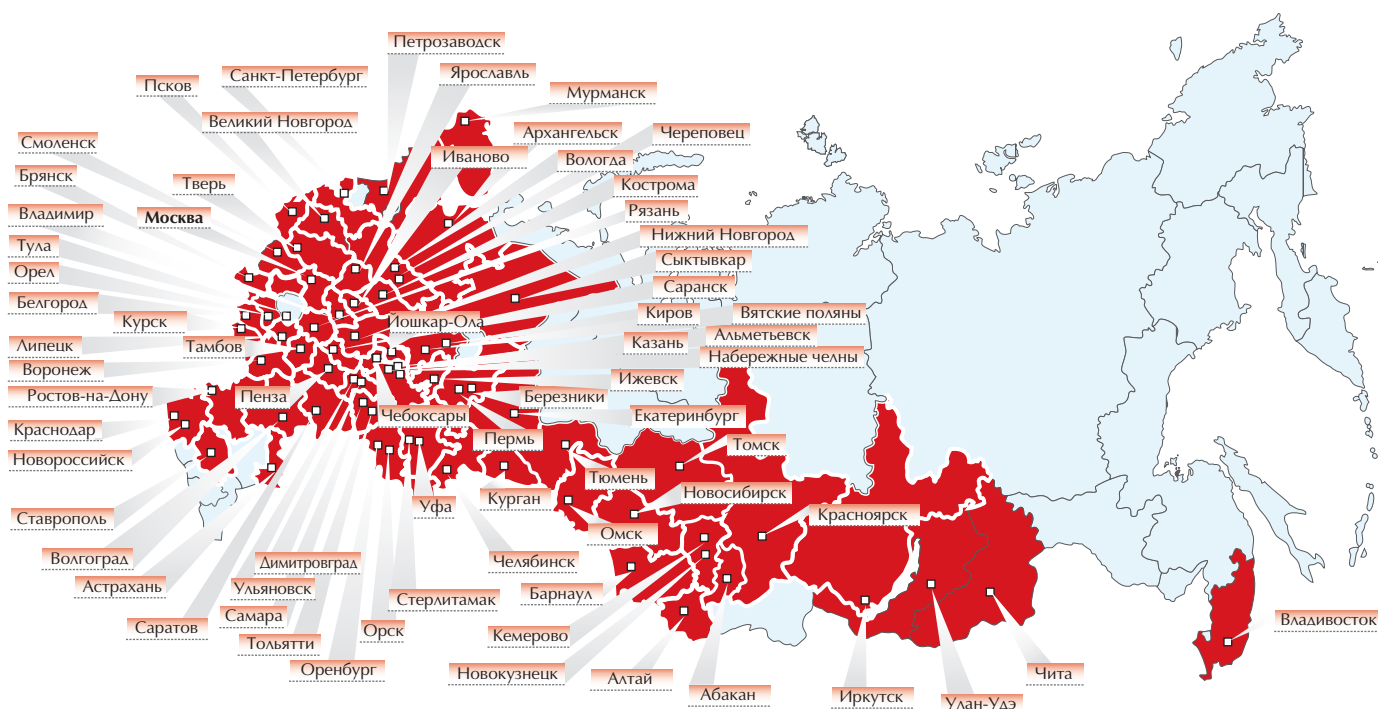 Петрозаводск
Санкт-Петербург
Ярославль
Псков
Мурманск
Великий Новгород
Архангельск
Череповец
Смоленск
Иваново
Вологда
Брянск
Тверь
Кострома
Владимир
Москва
Рязань
Тула
Нижний Новгород
Орел
Сыктывкар
Саранск
Белгород
Курск
Йошкар-Ола
Киров
Вятские поляны
Липецк
Тамбов
Казань
Альметьевск
Воронеж
Набережные челны
Ижевск
Ростов-на-Дону
Пенза
Березники
Чебоксары
Екатеринбург
Краснодар
Пермь
Томск
Новороссийск
Тюмень
Курган
Новосибирск
Уфа
Ставрополь
Красноярск
Омск
Волгоград
Димитровград
Челябинск
Астрахань
Ульяновск
Стерлитамак
Барнаул
Самара
Саратов
Орск
Кемерово
Владивосток
Тольятти
Оренбург
Новокузнецк
Алтай
Чита
Абакан
Иркутск
Улан-Удэ